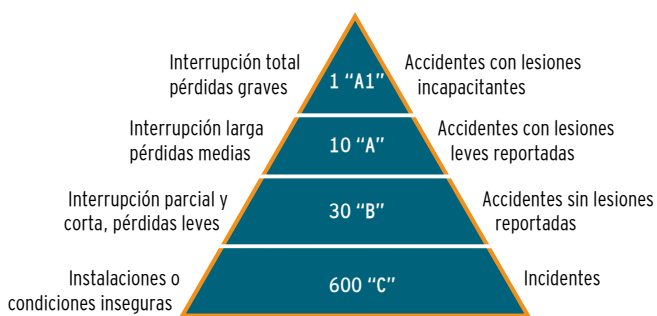 Interrupción total
pérdidas graves
1 “A1”
Accidentes con lesiones
incapacitantes
Interrupción larga
pérdidas medias
10 “A”
Accidentes con lesiones
leves reportadas
Interrupción parcial y
corta, pérdidas leves
30 “B”
Accidentes sin lesiones
reportadas
Instalaciones o
condiciones inseguras
600 “C”
Incidentes